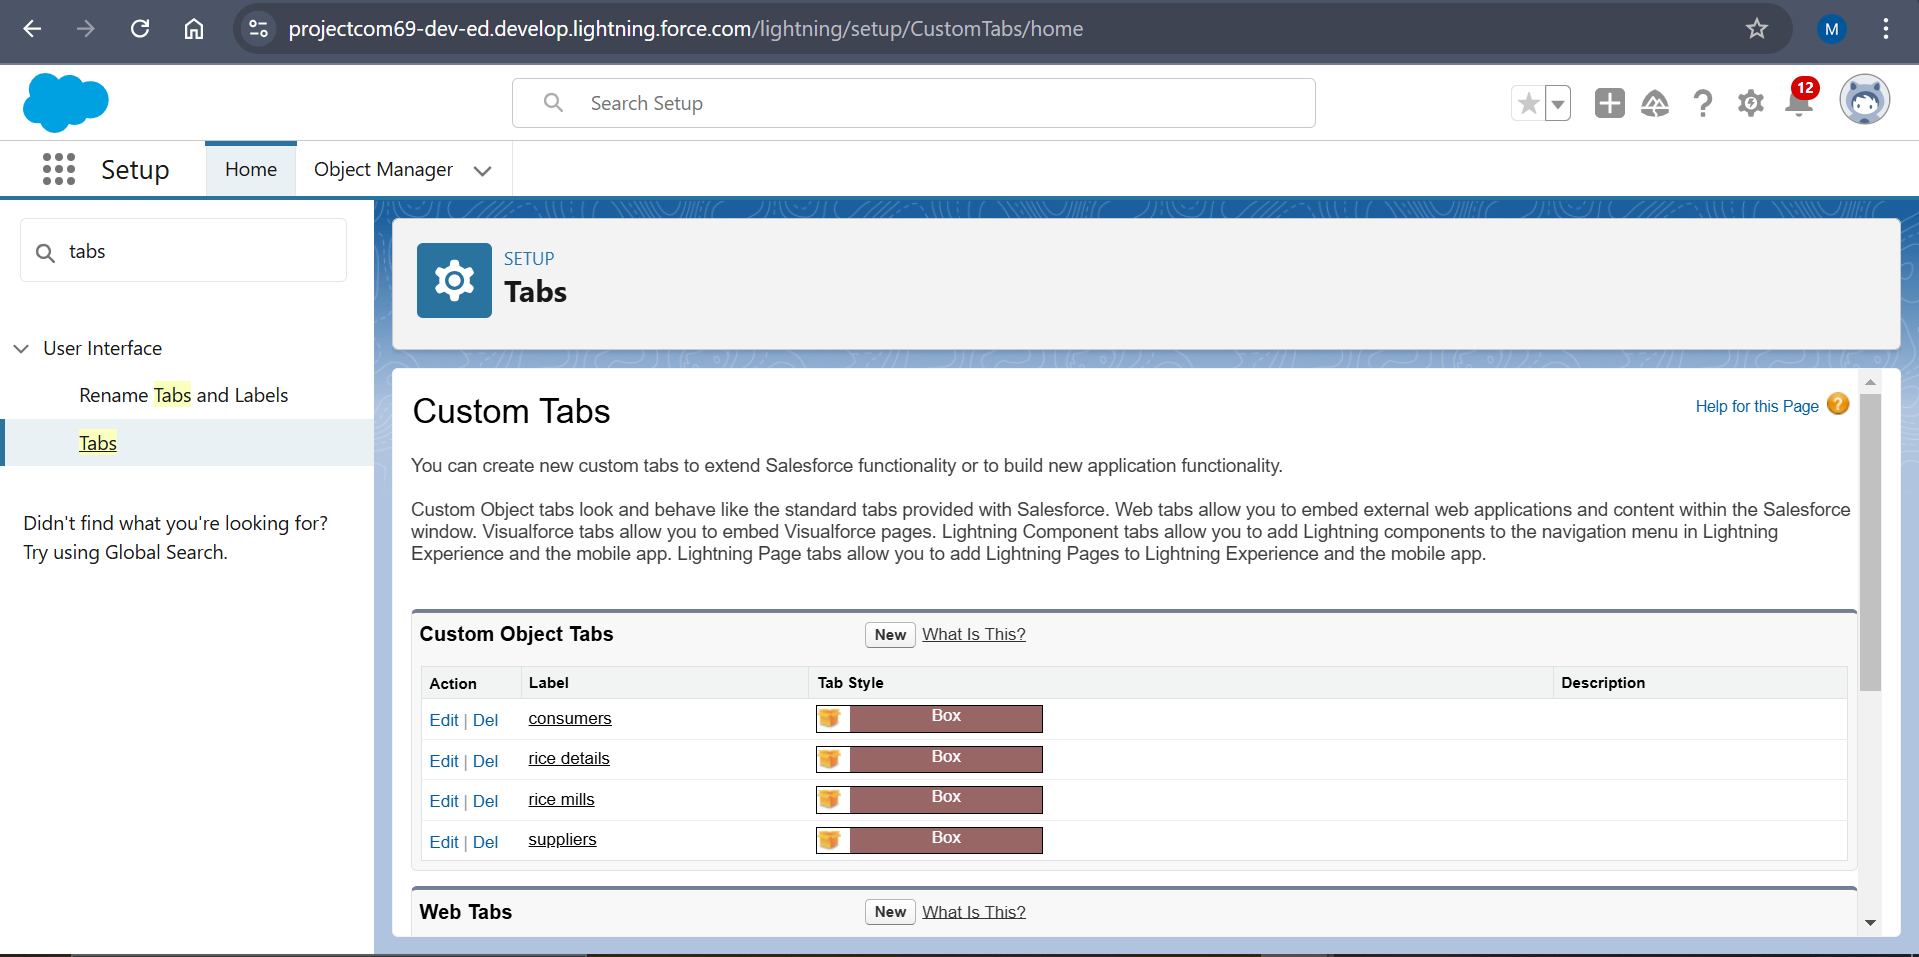 projectcom69-dev-ed.develop.lightning.force.com/lightning/setup/CustomTabs/home
M
Search Setup
12
Setup
Home
Object Manager
tabs
User Interface
Rename Tabs and Labels
Tabs
Didn't find what you're looking for?
Try using Global Search.
SETUP
Tabs
Custom Tabs
Help for this Page ?
You can create new custom tabs to extend Salesforce functionality or to build new application functionality.
Custom Object tabs look and behave like the standard tabs provided with Salesforce. Web tabs allow you to embed external web applications and content within the Salesforce
window. Visualforce tabs allow you to embed Visualforce pages. Lightning Component tabs allow you to add Lightning components to the navigation menu in Lightning
Experience and the mobile app. Lightning Page tabs allow you to add Lightning Pages to Lightning Experience and the mobile app.
Custom Object Tabs New What Is This?
Action Label Tab Style Description
Edit | Del consumers Box
Edit | Del rice details Box
Edit | Del rice mills Box
Edit | Del suppliers Box
Web Tabs New What Is This?